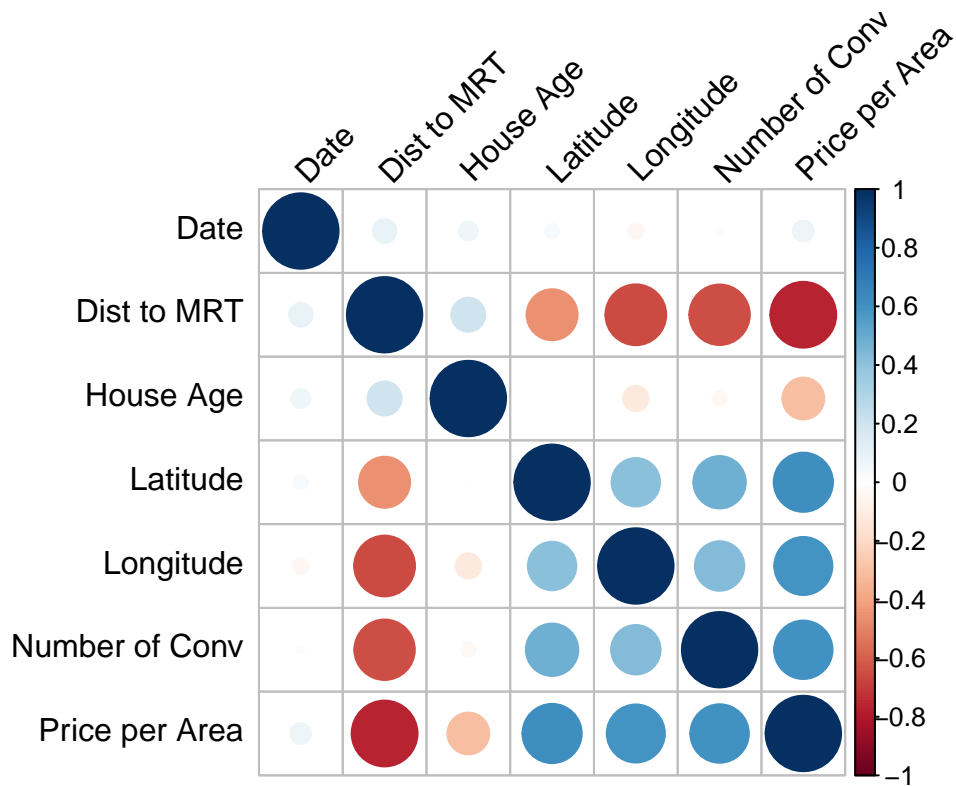 Date
Dist to MRT
House Age
Latitude
Longitude
Number of Conv
Price per Area
Date
Dist to MRT
House Age
Latitude
Longitude
Number of Conv
Price per Area
1
0.8
0.6
0.4
0.2
0
−0.2
−0.4
−0.6
−0.8
−1